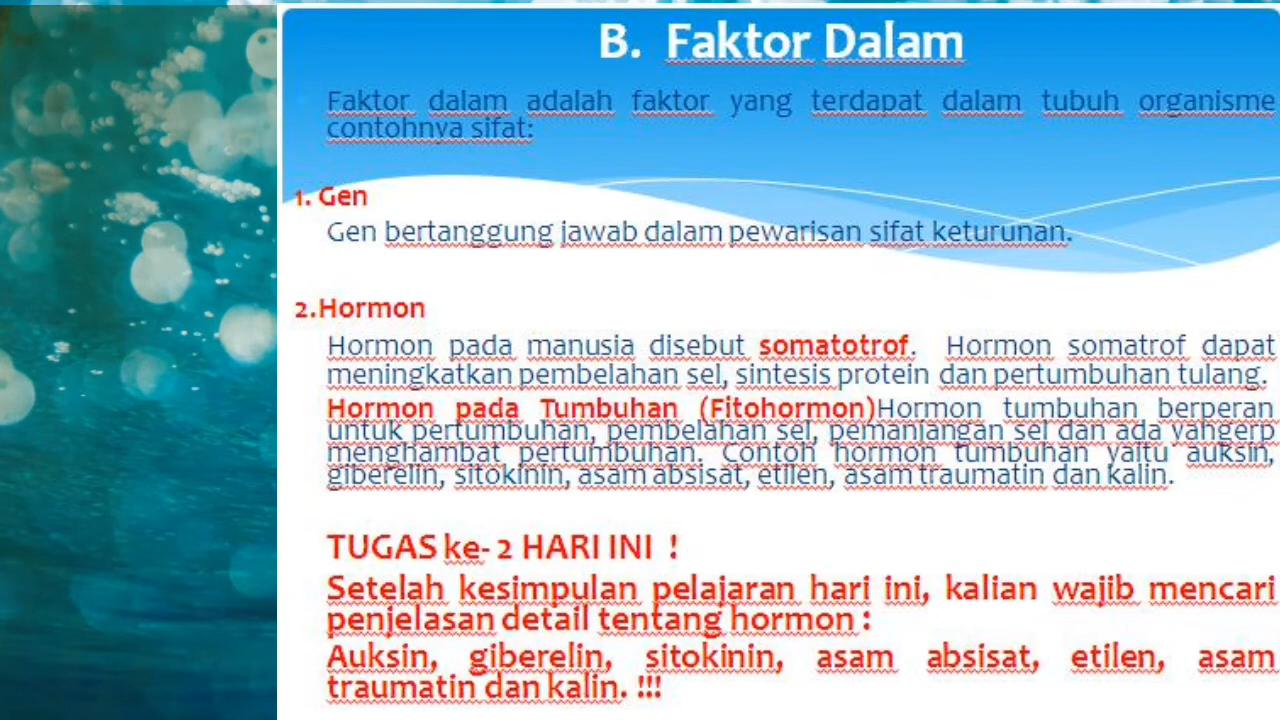 B. Faktor Dalam
Faktor dalam adalah faktor yang terdapat dalam tubuh organisme
contohnya sifat:
1. Gen
Gen bertanggung jawab dalam pewarisan sifat keturunan.
2.Hormon
Hormon pada manusia disebut somatotrof. Hormon somatrof dapat
meningkatkan pembelahan sel, sintesis protein dan pertumbuhan tulang.
Hormon pada Tumbuhan (Fitohormon)Hormon tumbuhan berperan
untuk pertumbuhan, pembelahan sel, pemanjangan sel dan ada yahgerp
menghambat pertumbuhan. Contoh hormon tumbuhan yaitu auksin,
giberelin, sitokinin, asam absisat, etilen, asam traumatin dan kalin.
TUGAS ke- 2 HARI INI !
Setelah kesimpulan pelajaran hari ini, kalian wajib mencari
penjelasan detail tentang hormon :
Auksin, giberelin, sitokinin, asam absisat, etilen, asam
traumatin dan kalin. !!!